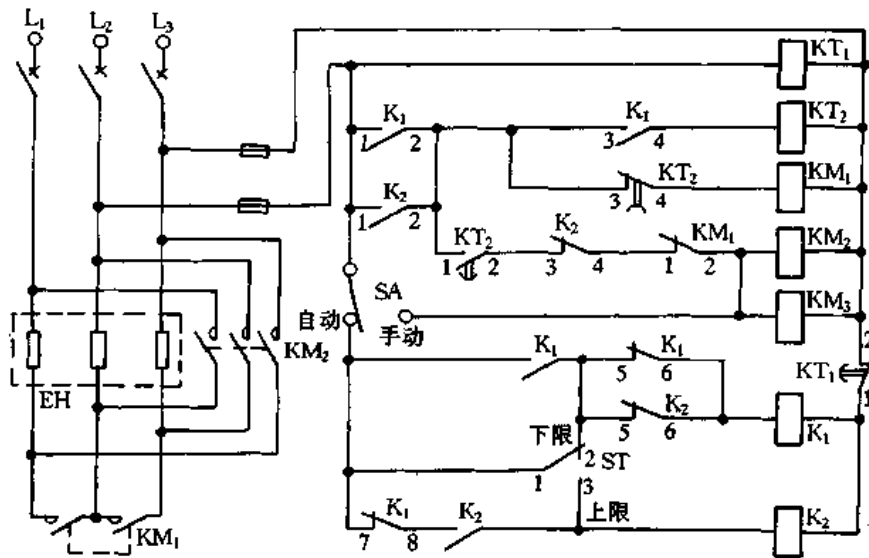 L₁ L₂ L₃
KT₁
K₁ K₁ KT₂
1 2 3 4
KT₂ KM₁
3 4
K₂
1 2
KT₂ K₂ KM₁ KM₂
1 2 3 4 1 2
SA
自动 手动 KM₃
2
KM₂ K₁ K₁ KT₁
5 6 1
EH K₂
5 6 K₁
下限 2 ST
1 3
K₁ K₂ 上限 K₂
7 8
KM₁